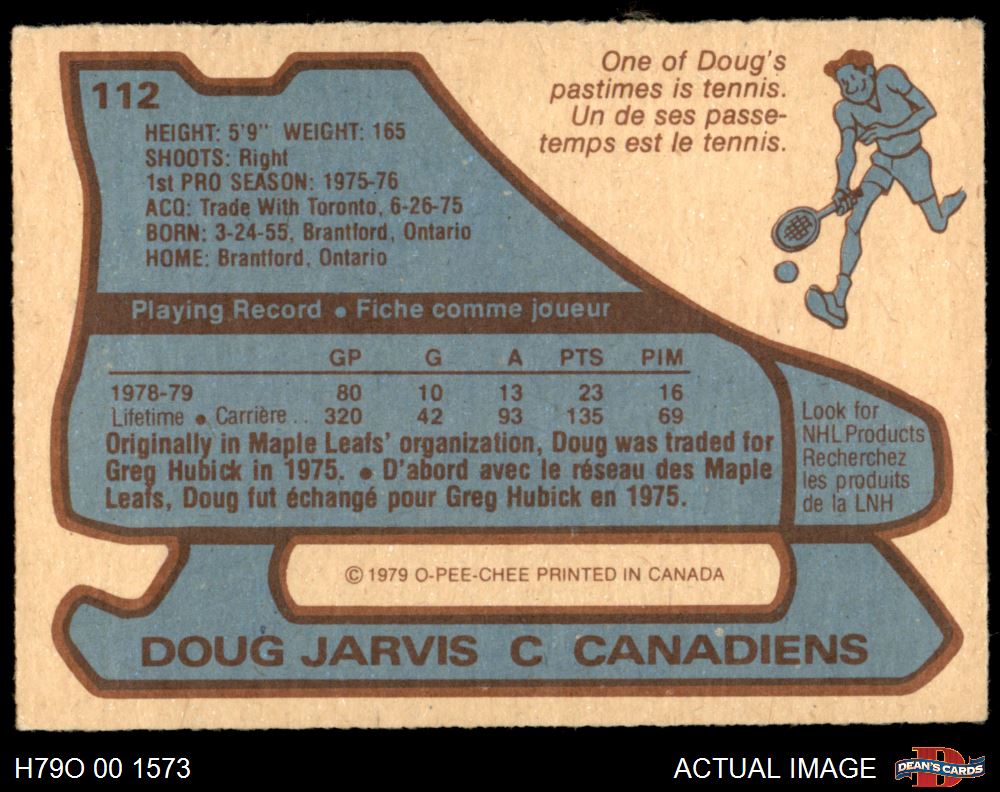 112
HEIGHT: 5'9" WEIGHT: 165
SHOOTS: Right
1st PRO SEASON: 1975-76
ACQ: Trade With Toronto, 6-26-75
BORN: 3-24-55, Brantford, Ontario
HOME: Brantford, Ontario
One of Doug's
pastimes is tennis.
Un de ses passe-
temps est le tennis.
Playing Record • Fiche comme joueur
GP G A PTS PIM
1978-79 80 10 13 23 16
Lifetime • Carrière .. 320 42 93 135 69
Originally in Maple Leafs' organization, Doug was traded for
Greg Hubick in 1975. • D'abord avec le réseau des Maple
Leafs, Doug fut échangé pour Greg Hubick en 1975.
Look for
NHL Products
Recherchez
les produits
de la LNH
© 1979 O-PEE-CHEE PRINTED IN CANADA
DOUG JARVIS C CANADIENS
H79O 00 1573
ACTUAL IMAGE
D
DEAN'S CARDS